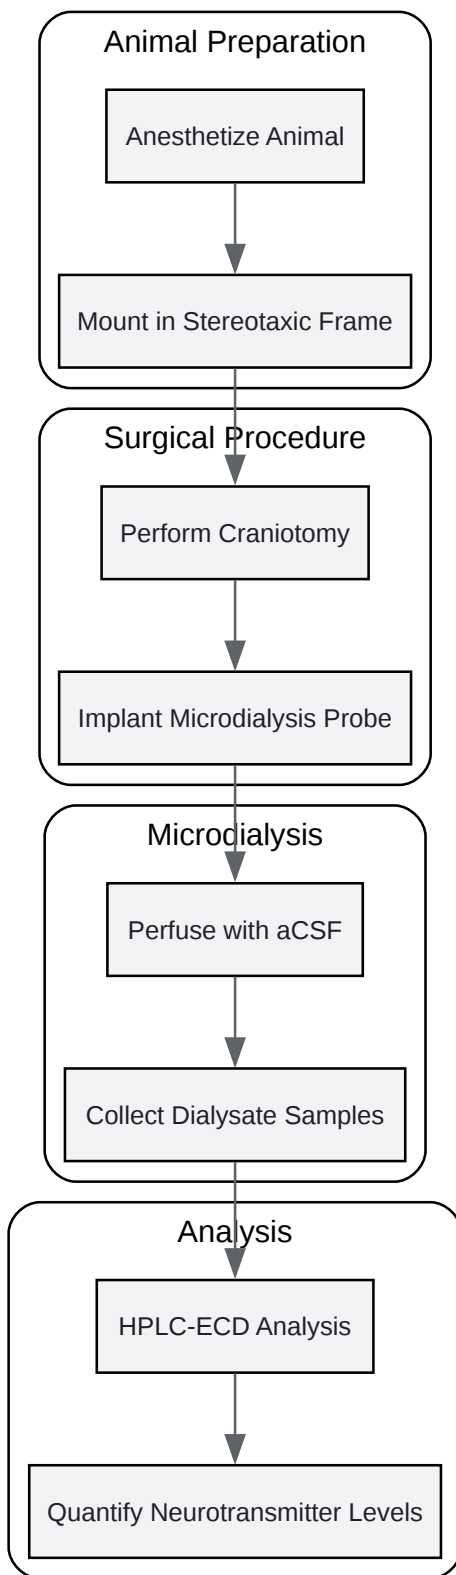 Animal Preparation
Anesthetize Animal
Mount in Stereotaxic Frame
Surgical Procedure
Perform Craniotomy
Implant Microdialysis Probe
Microdialysis
Perfuse with aCSF
Collect Dialysate Samples
Analysis
HPLC-ECD Analysis
Quantify Neurotransmitter Levels